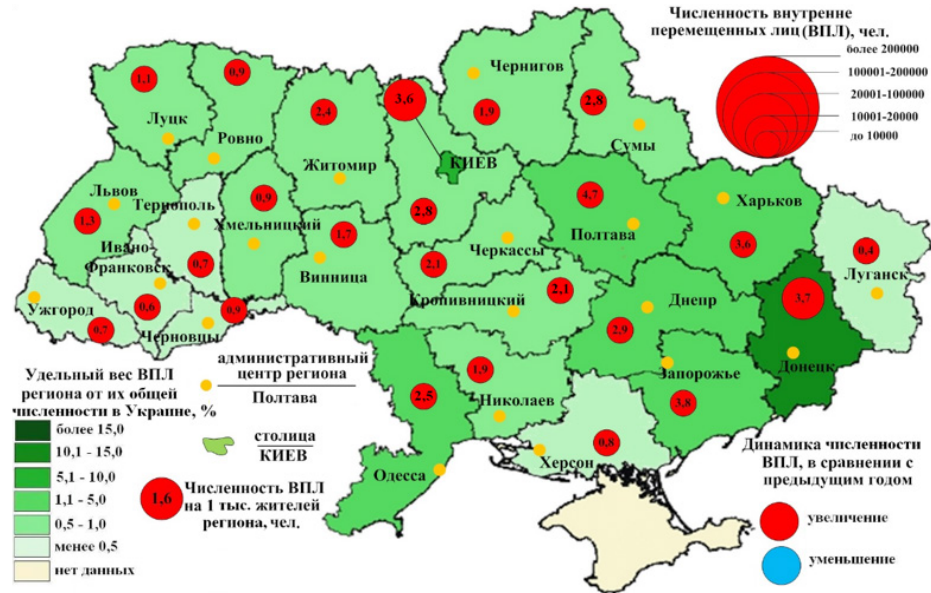 Численность внутренне
перемещенных лиц (ВПЛ), чел.
более 200000
100001-200000
20001-100000
10001-20000
до 10000
1,1
0,9
2,4
3,6
Чернигов
1,9
2,8
Луцк
Ровно
Житомир
КИЕВ
Сумы
Львов
1,3
Тернополь
0,9
Хмельницкий
1,7
2,8
4,7
Полтава
Харьков
3,6
0,4
Луганск
Ивано-
Франковск
0,7
Винница
2,1
Черкассы
Кропивницкий
2,1
Днепр
3,7
Донецк
Ужгород
0,7
0,6
Черновцы
0,9
2,9
Запорожье
3,8
2,5
1,9
Николаев
Одесса
Херсон
0,8
Удельный вес ВПЛ
региона от их общей
численности в Украине, %
более 15,0
10,1 - 15,0
5,1 - 10,0
1,1 - 5,0
0,5 - 1,0
менее 0,5
нет данных
административный
центр региона
Полтава
столица
КИЕВ
1,6
Численность ВПЛ
на 1 тыс. жителей
региона, чел.
Динамика численности
ВПЛ, в сравнении с
предыдущим годом
увеличение
уменьшение